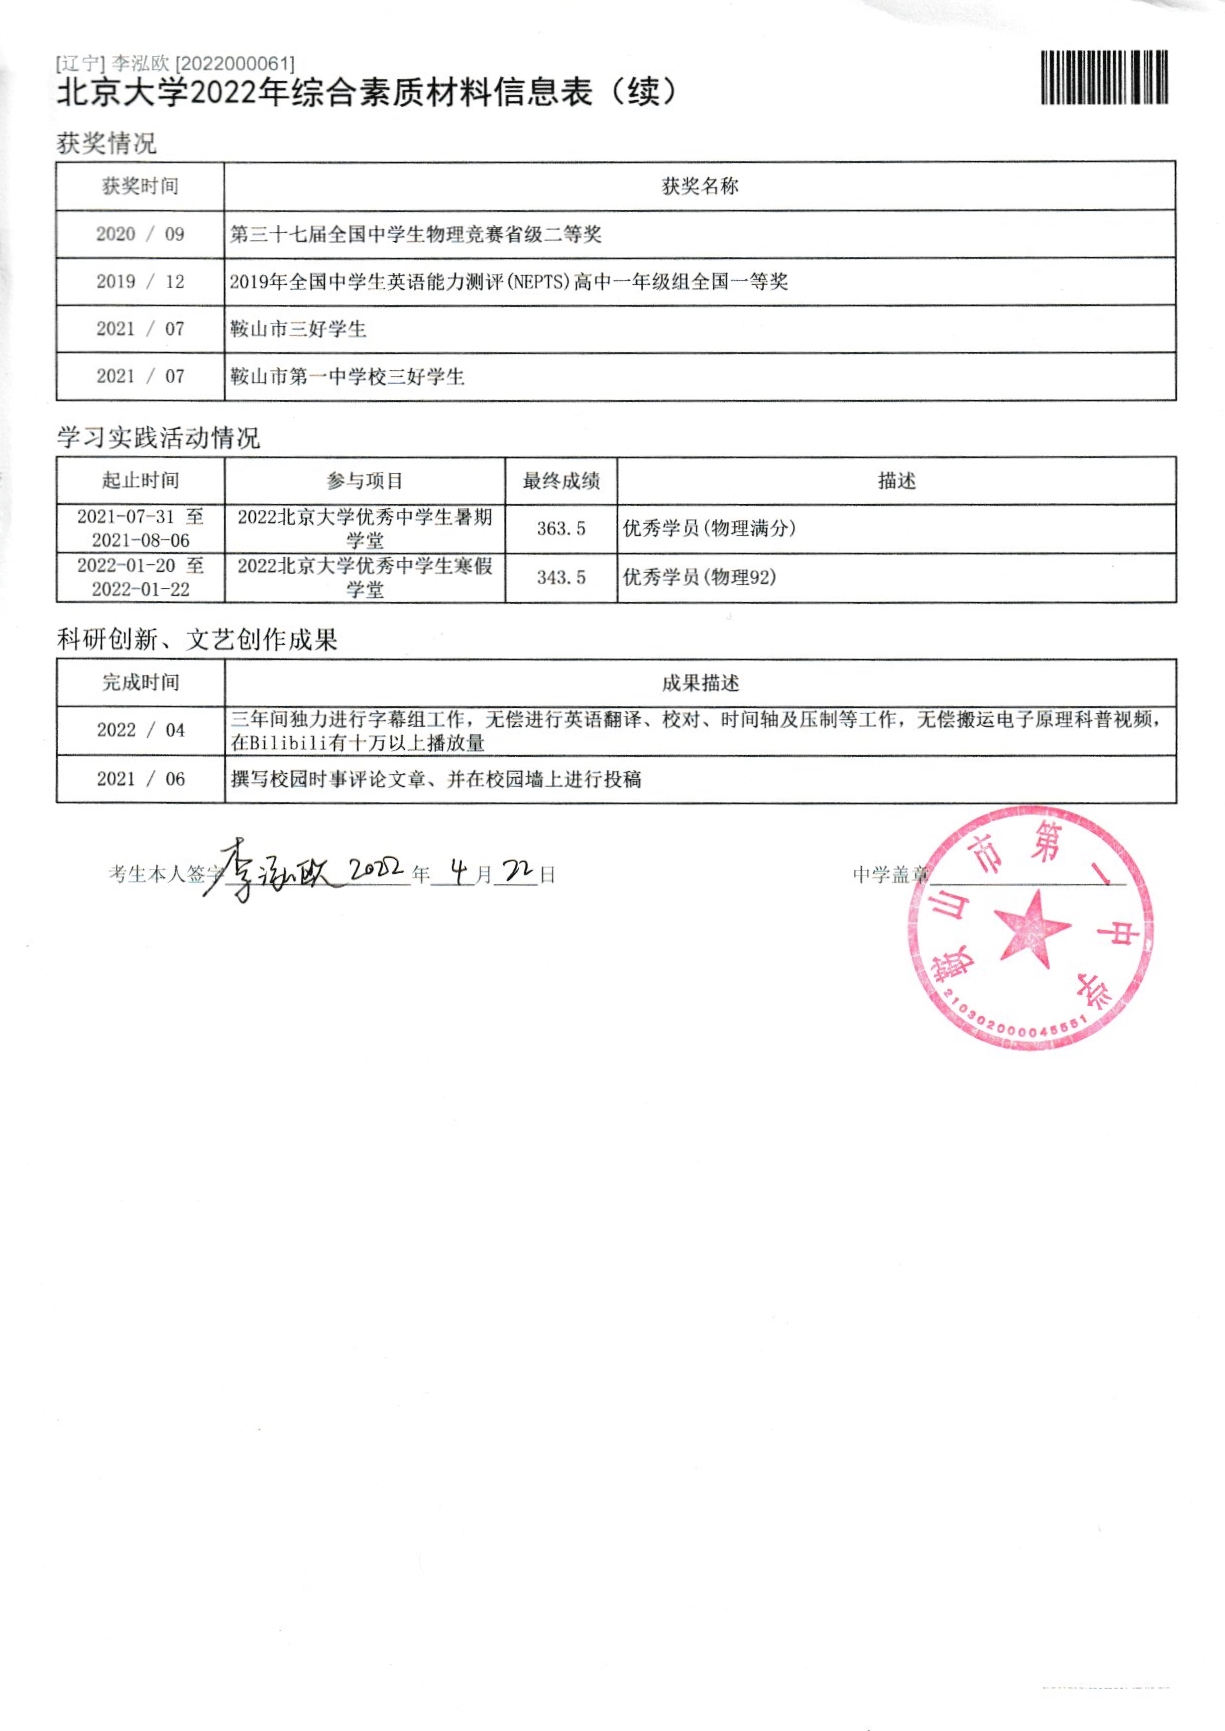 [辽宁] 李泓欧 [2022000061]
北京大学2022年综合素质材料信息表（续）
获奖情况
获奖时间 获奖名称
2020 / 09 第三十七届全国中学生物理竞赛省级二等奖
2019 / 12 2019年全国中学生英语能力测评(NEPTS)高中一年级组全国一等奖
2021 / 07 鞍山市三好学生
2021 / 07 鞍山市第一中学校三好学生
学习实践活动情况
起止时间 参与项目 最终成绩 描述
2021-07-31 至 2021-08-06 2022北京大学优秀中学生暑期学堂 363.5 优秀学员(物理满分)
2022-01-20 至 2022-01-22 2022北京大学优秀中学生寒假学堂 343.5 优秀学员(物理92)
科研创新、文艺创作成果
完成时间 成果描述
2022 / 04 三年间独力进行字幕组工作，无偿进行英语翻译、校对、时间轴及压制等工作，无偿搬运电子原理科普视频，
在Bilibili有十万以上播放量
2021 / 06 撰写校园时事评论文章、并在校园墙上进行投稿
考生本人签字 李泓欧 2022 年 4 月 22 日 中学盖章
鞍山市第一中学
210302000045551